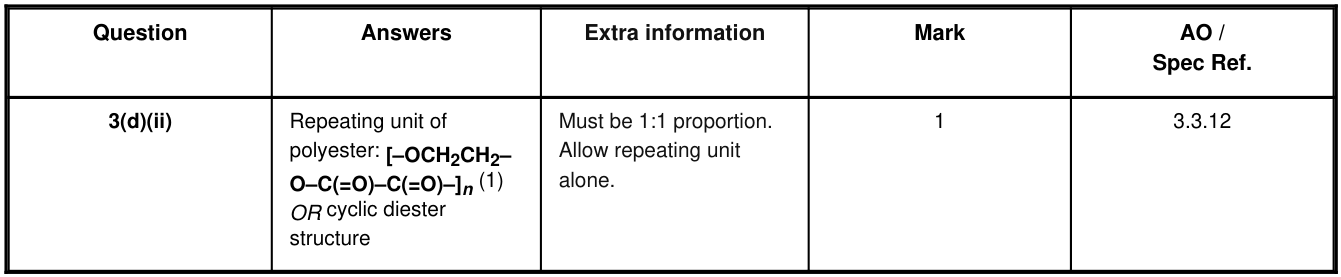 Question Answers Extra information Mark AO /
Spec Ref.
3(d)(ii) Repeating unit of Must be 1:1 proportion. 1 3.3.12
polyester: [–OCH₂CH₂– Allow repeating unit
O–C(=O)–C(=O)–]ₙ (1) alone.
OR cyclic diester
structure